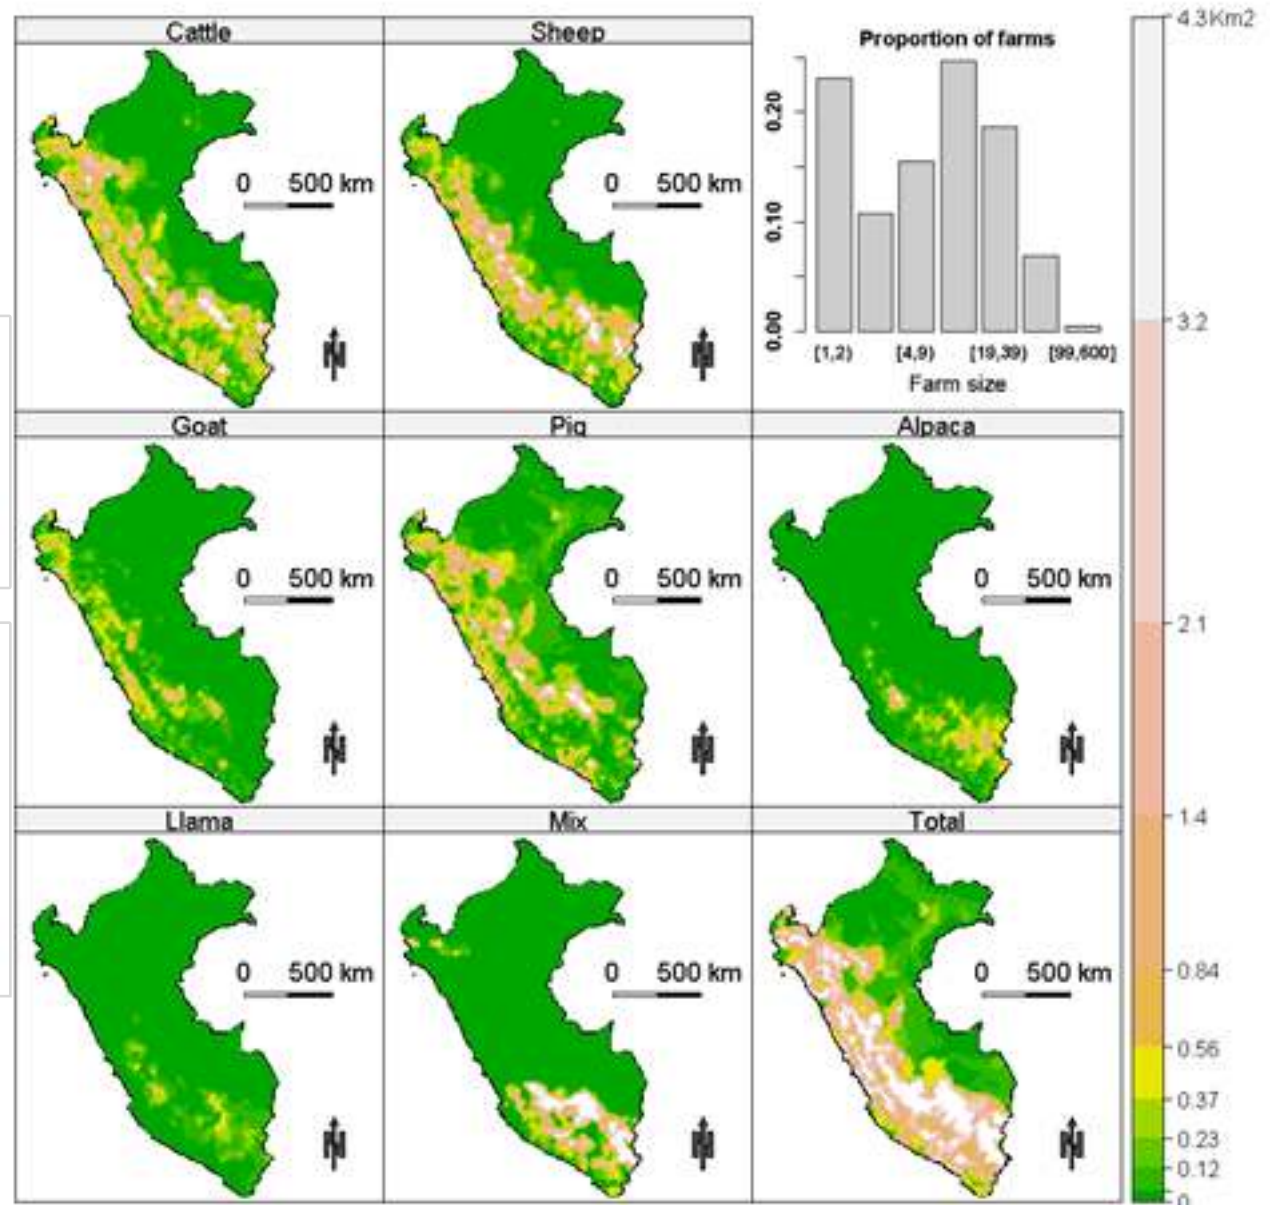 Cattle
Sheep
Proportion of farms
4.3Km2
0.20
0.10
0.00
[1,2)
[4,9)
[19,39)
[99,600]
Farm size
0 500 km
N
0 500 km
N
3.2
Goat
Pig
Alpaca
0 500 km
N
0 500 km
N
0 500 km
N
2.1
1.4
Llama
Mix
Total
0 500 km
N
0 500 km
N
0 500 km
N
0.84
0.56
0.37
0.23
0.12
0